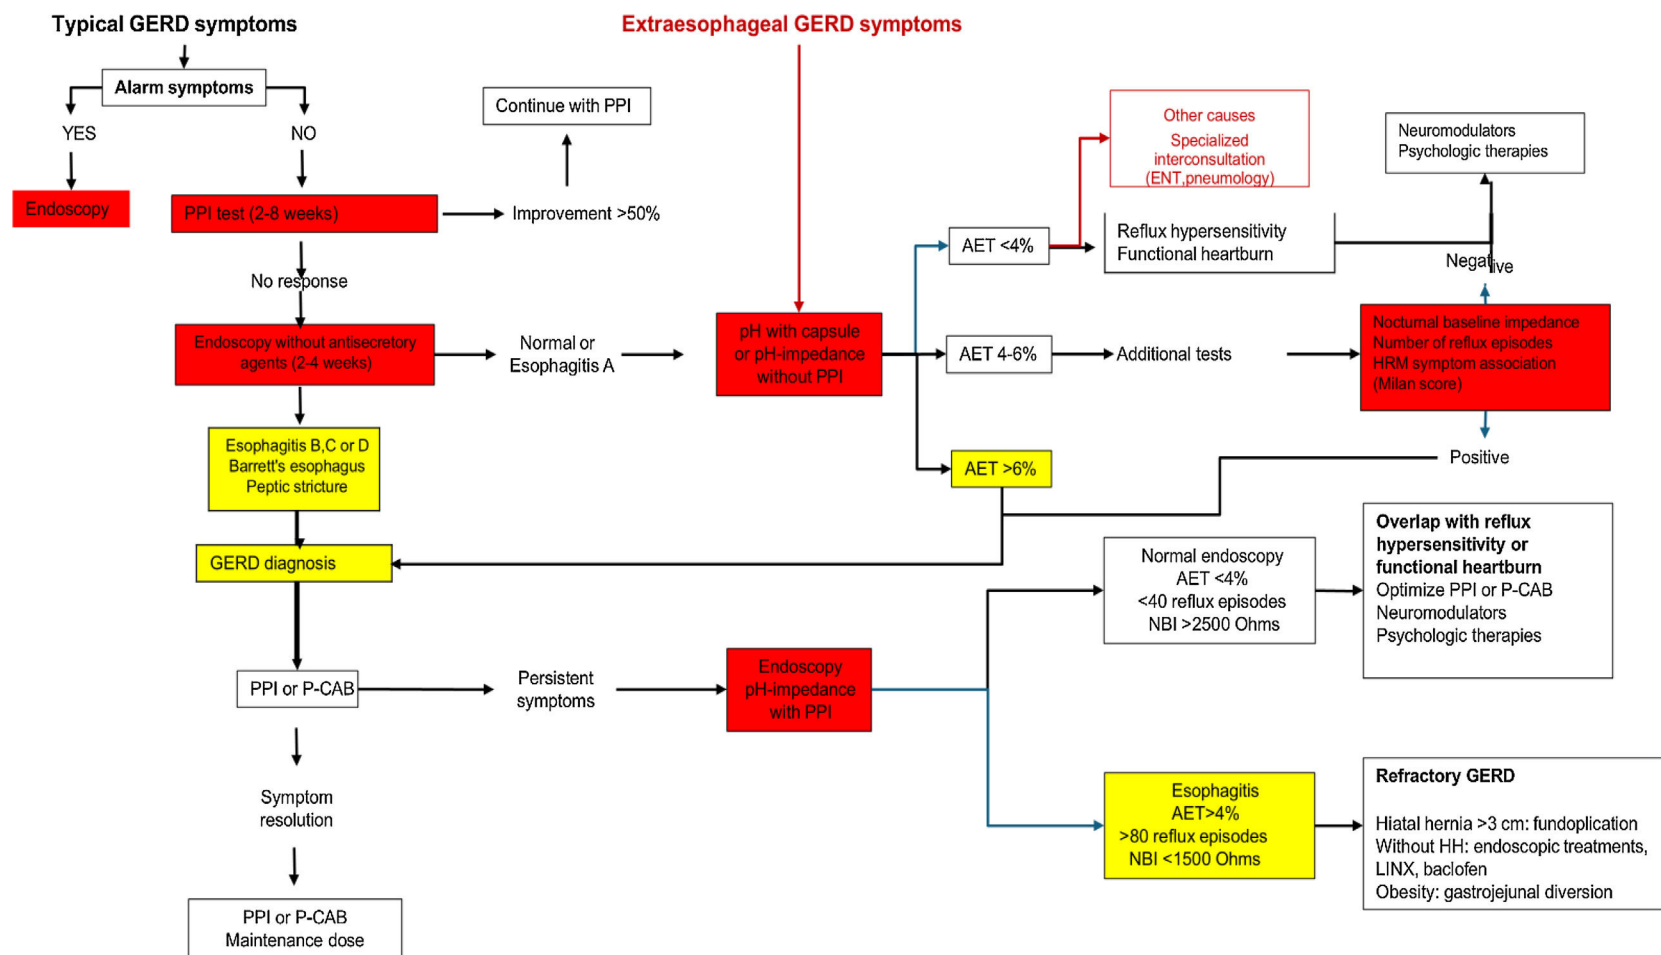 Typical GERD symptoms
Extraesophageal GERD symptoms
Alarm symptoms
YES
NO
Endoscopy
PPI test (2-8 weeks)
Improvement >50%
Continue with PPI
No response
Endoscopy without antisecretory
agents (2-4 weeks)
Normal or
Esophagitis A
pH with capsule
or pH-impedance
without PPI
AET <4%
Other causes
Specialized
interconsultation
(ENT,pneumology)
Reflux hypersensitivity
Functional heartburn
Neuromodulators
Psychologic therapies
Negative
AET 4-6%
Additional tests
Nocturnal baseline impedance
Number of reflux episodes
HRM symptom association
(Milan score)
Positive
AET >6%
Esophagitis B,C or D
Barrett's esophagus
Peptic stricture
GERD diagnosis
PPI or P-CAB
Persistent
symptoms
Endoscopy
pH-impedance
with PPI
Normal endoscopy
AET <4%
<40 reflux episodes
NBI >2500 Ohms
Overlap with reflux
hypersensitivity or
functional heartburn
Optimize PPI or P-CAB
Neuromodulators
Psychologic therapies
Esophagitis
AET>4%
>80 reflux episodes
NBI <1500 Ohms
Refractory GERD
Hiatal hernia >3 cm: fundoplication
Without HH: endoscopic treatments,
LINX, baclofen
Obesity: gastrojejunal diversion
Symptom
resolution
PPI or P-CAB
Maintenance dose